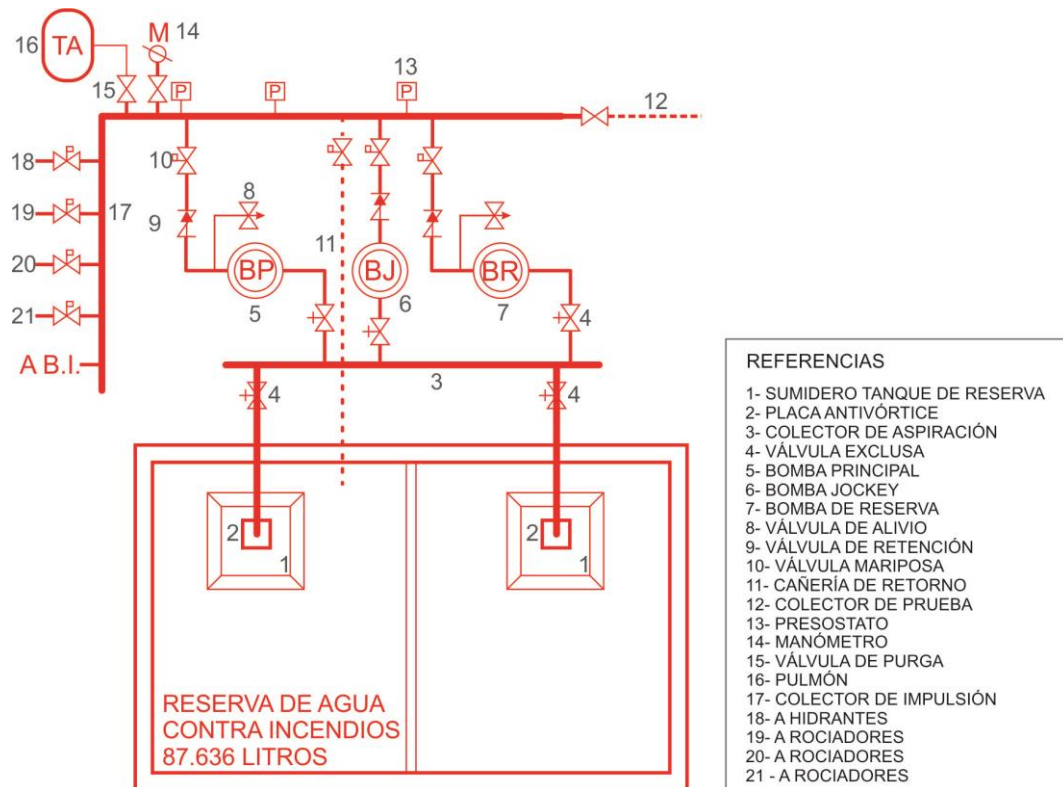 M 14
16 TA
15
P P P
13
12
18
10
8
19
17
9
11
20
BP BJ BR
5
6
7
4
21
A B.I.
3
4 4
2 2
1 1
RESERVA DE AGUA
CONTRA INCENDIOS
87.636 LITROS
REFERENCIAS
1- SUMIDERO TANQUE DE RESERVA
2- PLACA ANTIVÓRTICE
3- COLECTOR DE ASPIRACIÓN
4- VÁLVULA EXCLUSA
5- BOMBA PRINCIPAL
6- BOMBA JOCKEY
7- BOMBA DE RESERVA
8- VÁLVULA DE ALIVIO
9- VÁLVULA DE RETENCIÓN
10- VÁLVULA MARIPOSA
11- CAÑERÍA DE RETORNO
12- COLECTOR DE PRUEBA
13- PRESOSTATO
14- MANÓMETRO
15- VÁLVULA DE PURGA
16- PULMÓN
17- COLECTOR DE IMPULSIÓN
18- A HIDRANTES
19- A ROCIADORES
20- A ROCIADORES
21 - A ROCIADORES